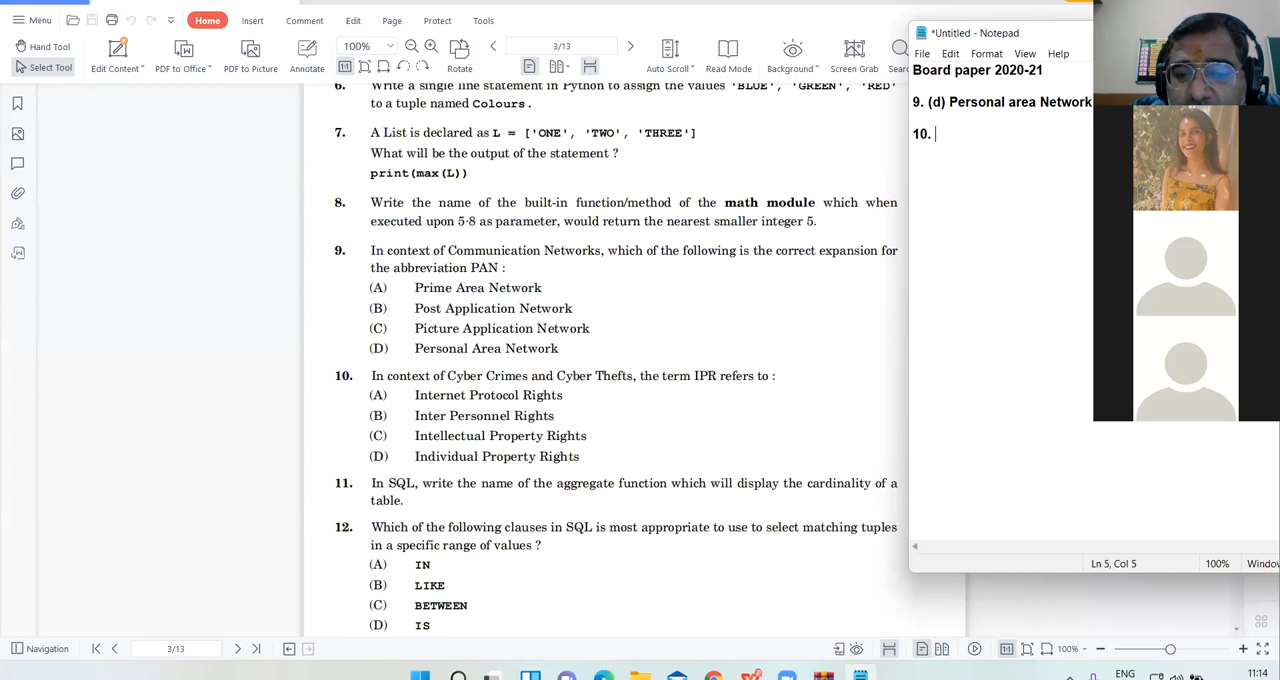 Menu
Home
Insert
Comment
Edit
Page
Protect
Tools
Hand Tool
Select Tool
Edit Content
PDF to Office
PDF to Picture
Annotate
100%
Rotate
3/13
Auto Scroll
Read Mode
Background
Screen Grab
Searc
6. Write a single line statement in Python to assign the values 'BLUE', 'GREEN', 'RED'
to a tuple named Colours.
7. A List is declared as L = ['ONE', 'TWO', 'THREE']
What will be the output of the statement ?
print(max(L))
8. Write the name of the built-in function/method of the math module which when
executed upon 5·8 as parameter, would return the nearest smaller integer 5.
9. In context of Communication Networks, which of the following is the correct expansion for
the abbreviation PAN :
(A) Prime Area Network
(B) Post Application Network
(C) Picture Application Network
(D) Personal Area Network
10. In context of Cyber Crimes and Cyber Thefts, the term IPR refers to :
(A) Internet Protocol Rights
(B) Inter Personnel Rights
(C) Intellectual Property Rights
(D) Individual Property Rights
11. In SQL, write the name of the aggregate function which will display the cardinality of a
table.
12. Which of the following clauses in SQL is most appropriate to use to select matching tuples
in a specific range of values ?
(A) IN
(B) LIKE
(C) BETWEEN
(D) IS
*Untitled - Notepad
File Edit Format View Help
Board paper 2020-21
9. (d) Personal area Network
10.
Ln 5, Col 5
100%
Window
Navigation
3/13
100%
ENG
11:14